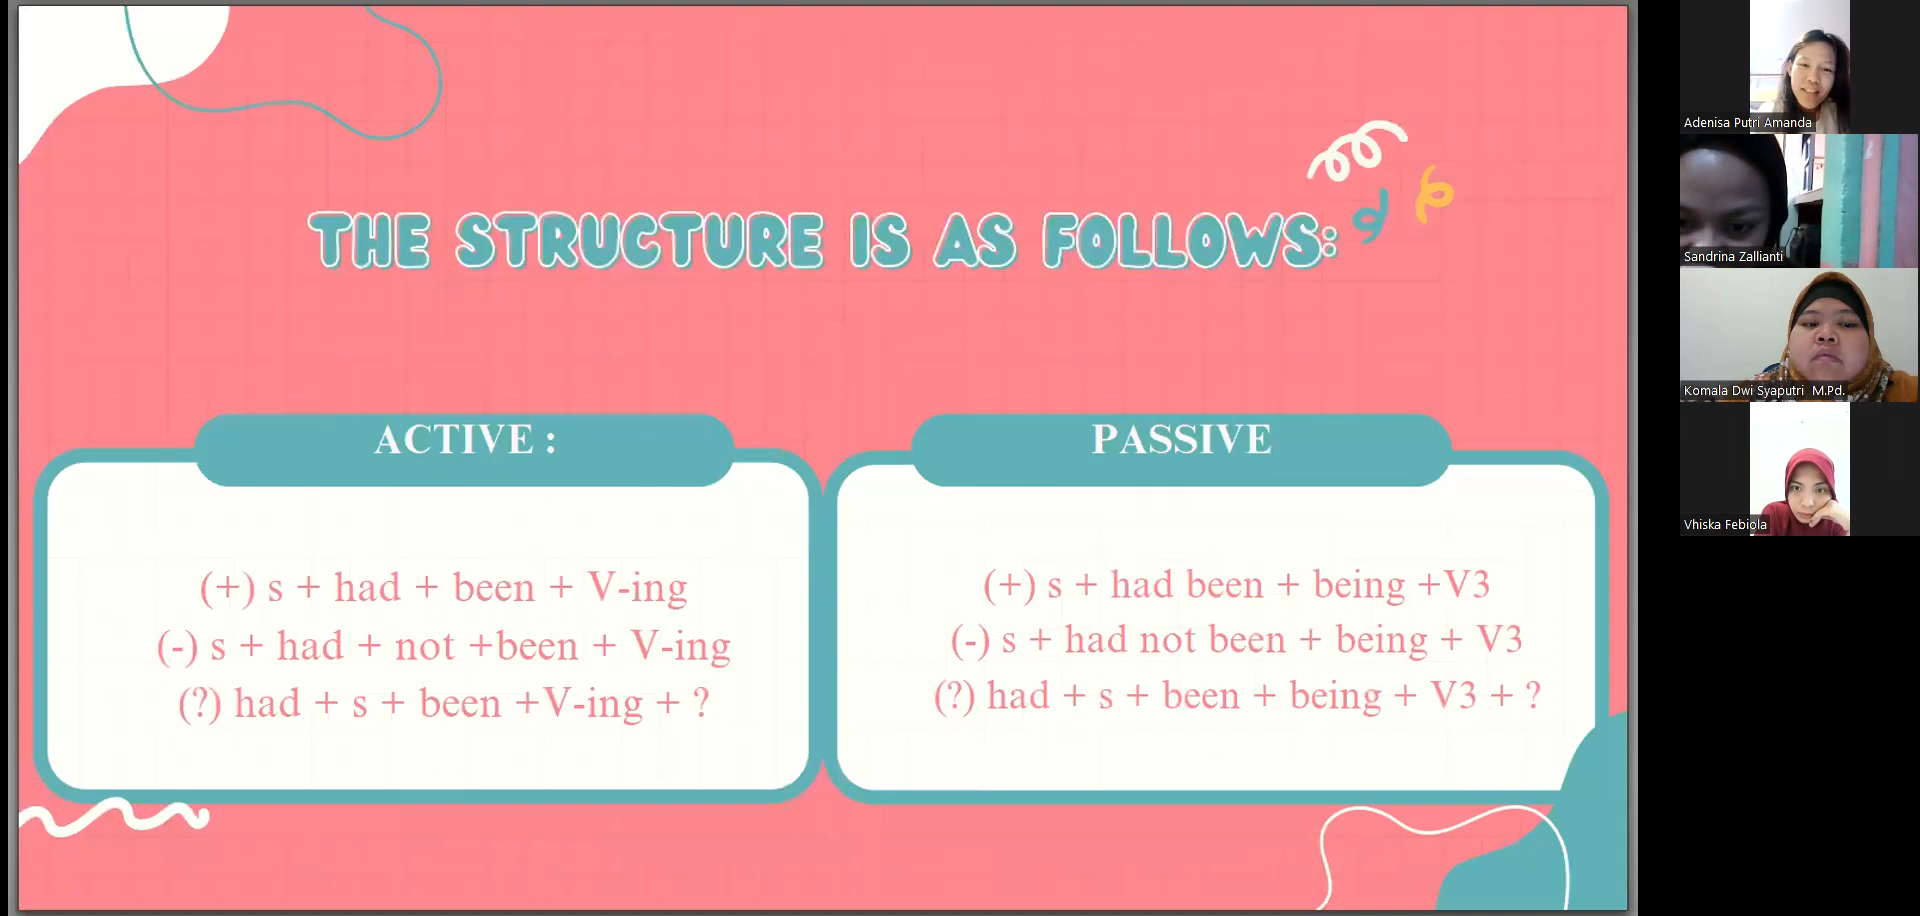 THE STRUCTURE IS AS FOLLOWS:
ACTIVE :
(+) s + had + been + V-ing
(-) s + had + not +been + V-ing
(?) had + s + been +V-ing + ?
PASSIVE
(+) s + had been + being +V3
(-) s + had not been + being + V3
(?) had + s + been + being + V3 + ?
Adenisa Putri Amanda
Sandrina Zallianti
Komala Dwi Syaputri M.Pd.
Vhiska Febiola